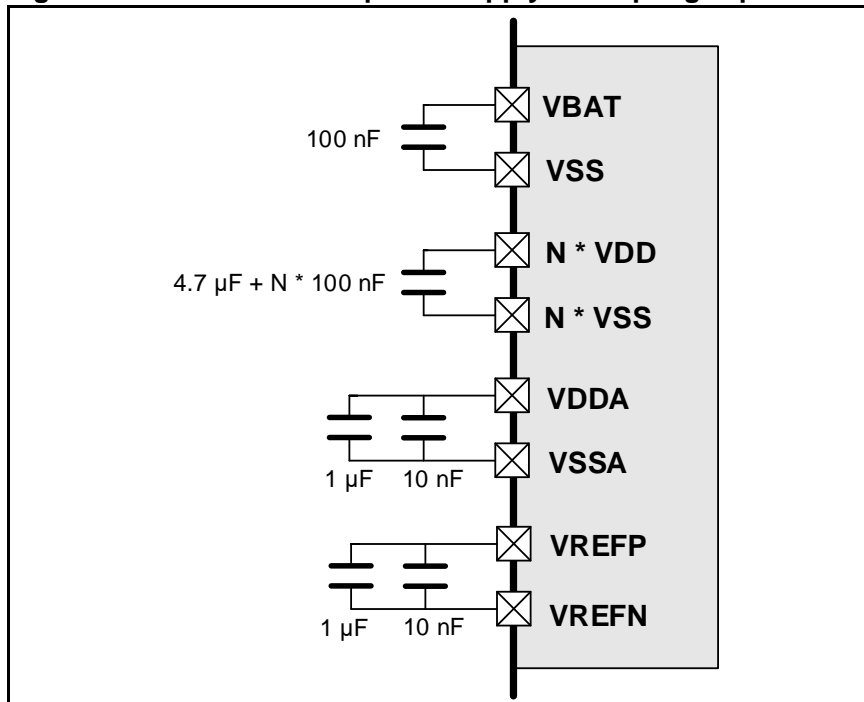 100 nF
VBAT
VSS
4.7 µF + N * 100 nF
N * VDD
N * VSS
VDDA
VSSA
1 µF 10 nF
VREFP
VREFN
1 µF 10 nF